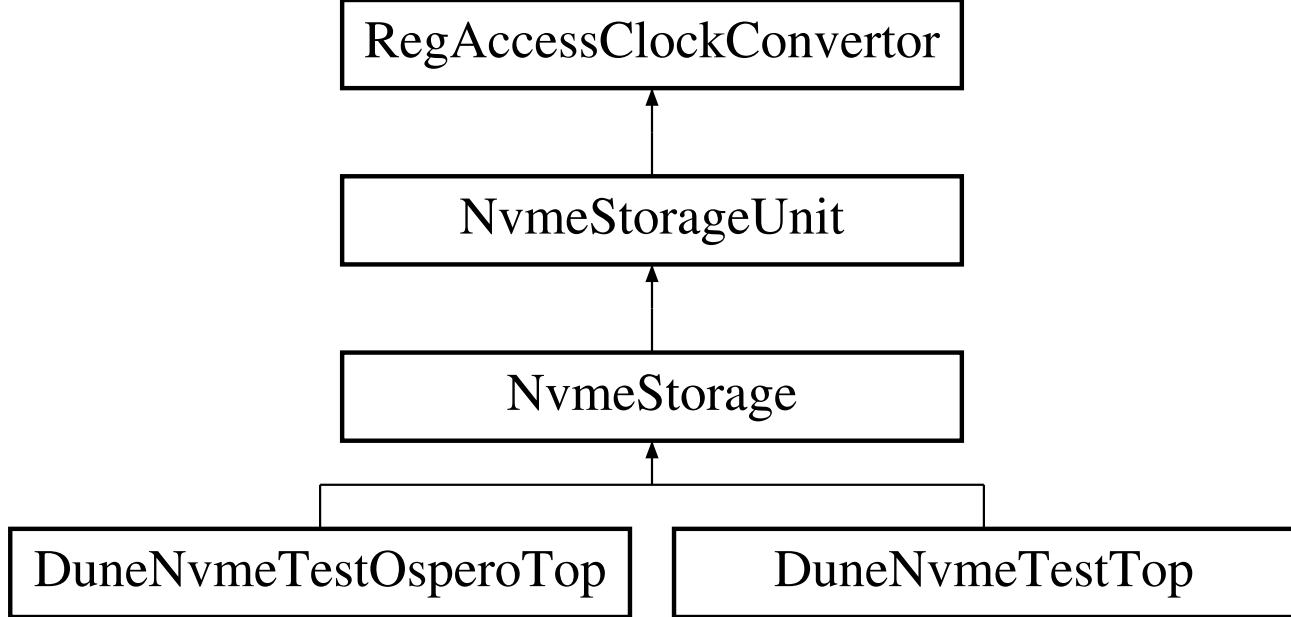 RegAccessClockConvertor
NvmeStorageUnit
NvmeStorage
DuneNvmeTestOsperoTop
DuneNvmeTestTop